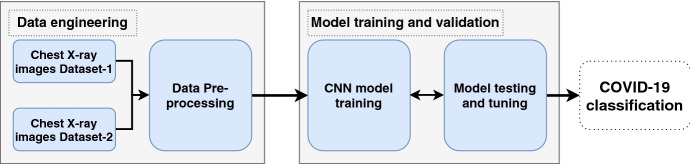 Data engineering
Chest X-ray
images Dataset-1
Chest X-ray
images Dataset-2
Data Pre-
processing
Model training and validation
CNN model
training
Model testing
and tuning
COVID-19
classification